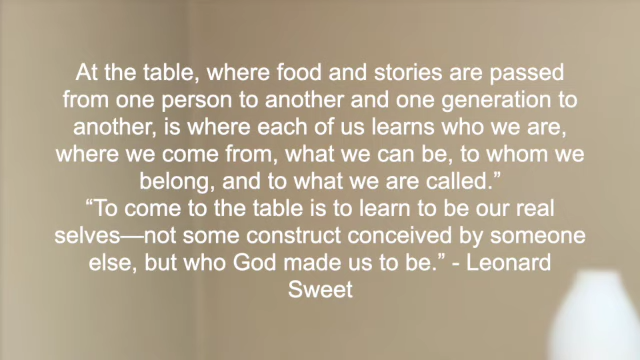 At the table, where food and stories are passed
from one person to another and one generation to
another, is where each of us learns who we are,
where we come from, what we can be, to whom we
belong, and to what we are called.”
“To come to the table is to learn to be our real
selves—not some construct conceived by someone
else, but who God made us to be.” - Leonard
Sweet